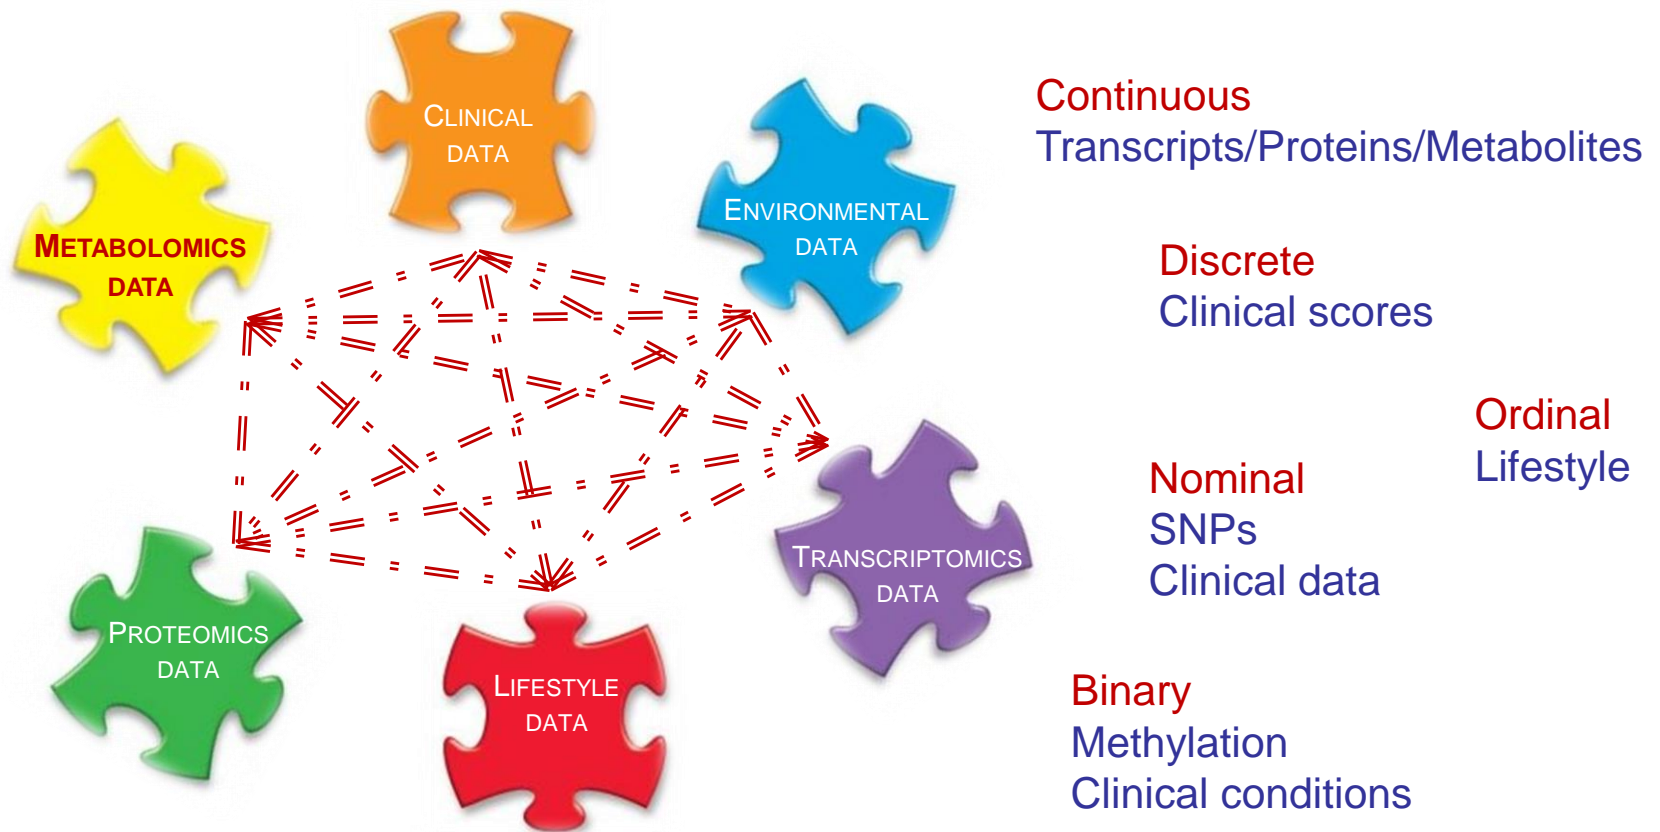 CLINICAL
DATA
ENVIRONMENTAL
DATA
METABOLOMICS
DATA
TRANSCRIPTOMICS
DATA
PROTEOMICS
DATA
LIFESTYLE
DATA
Continuous
Transcripts/Proteins/Metabolites
Discrete
Clinical scores
Ordinal
Lifestyle
Nominal
SNPs
Clinical data
Binary
Methylation
Clinical conditions